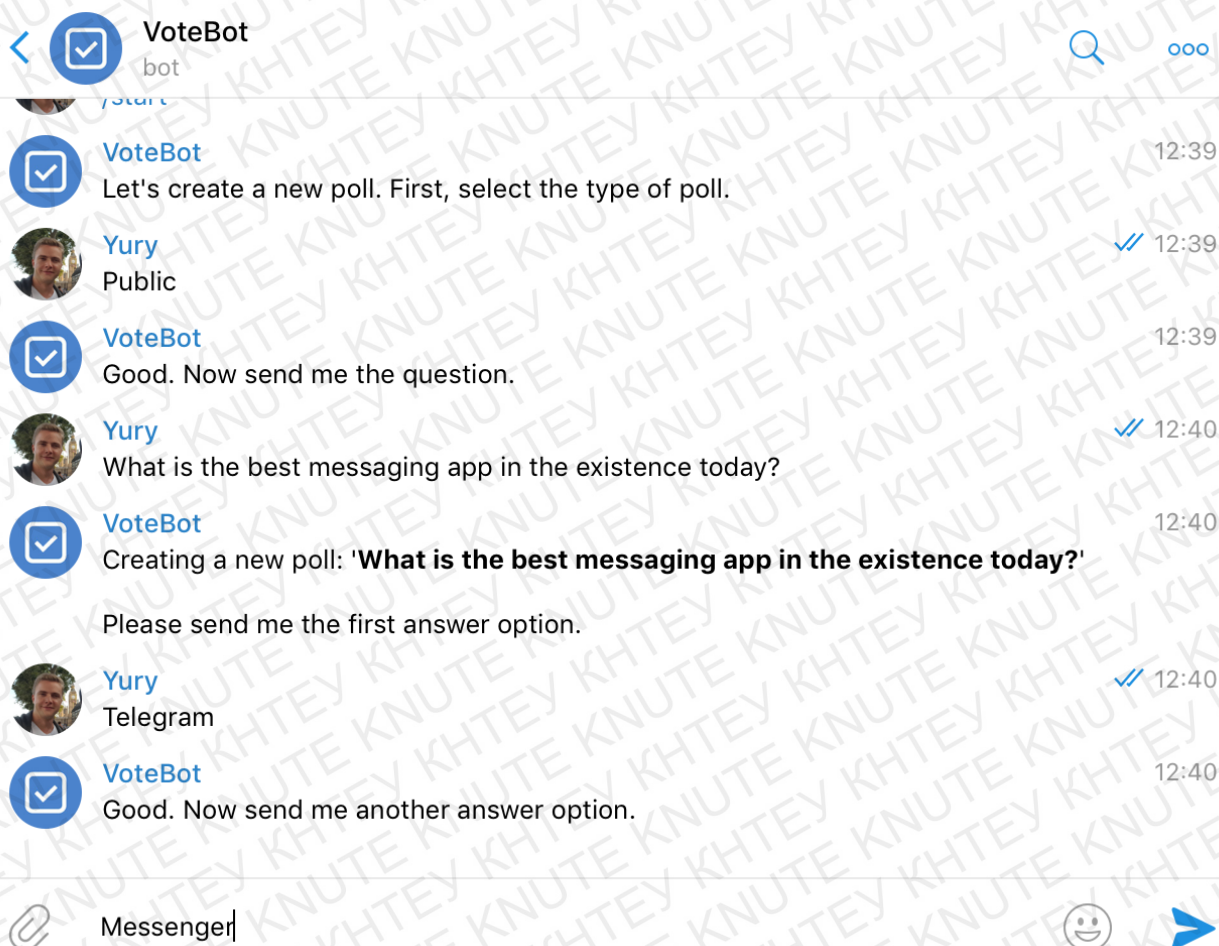 VoteBot
bot
/start
VoteBot 12:39
Let's create a new poll. First, select the type of poll.
Yury 12:39
Public
VoteBot 12:39
Good. Now send me the question.
Yury 12:40
What is the best messaging app in the existence today?
VoteBot 12:40
Creating a new poll: 'What is the best messaging app in the existence today?'
Please send me the first answer option.
Yury 12:40
Telegram
VoteBot 12:40
Good. Now send me another answer option.
Messenger
KNUTE КНТЕУ